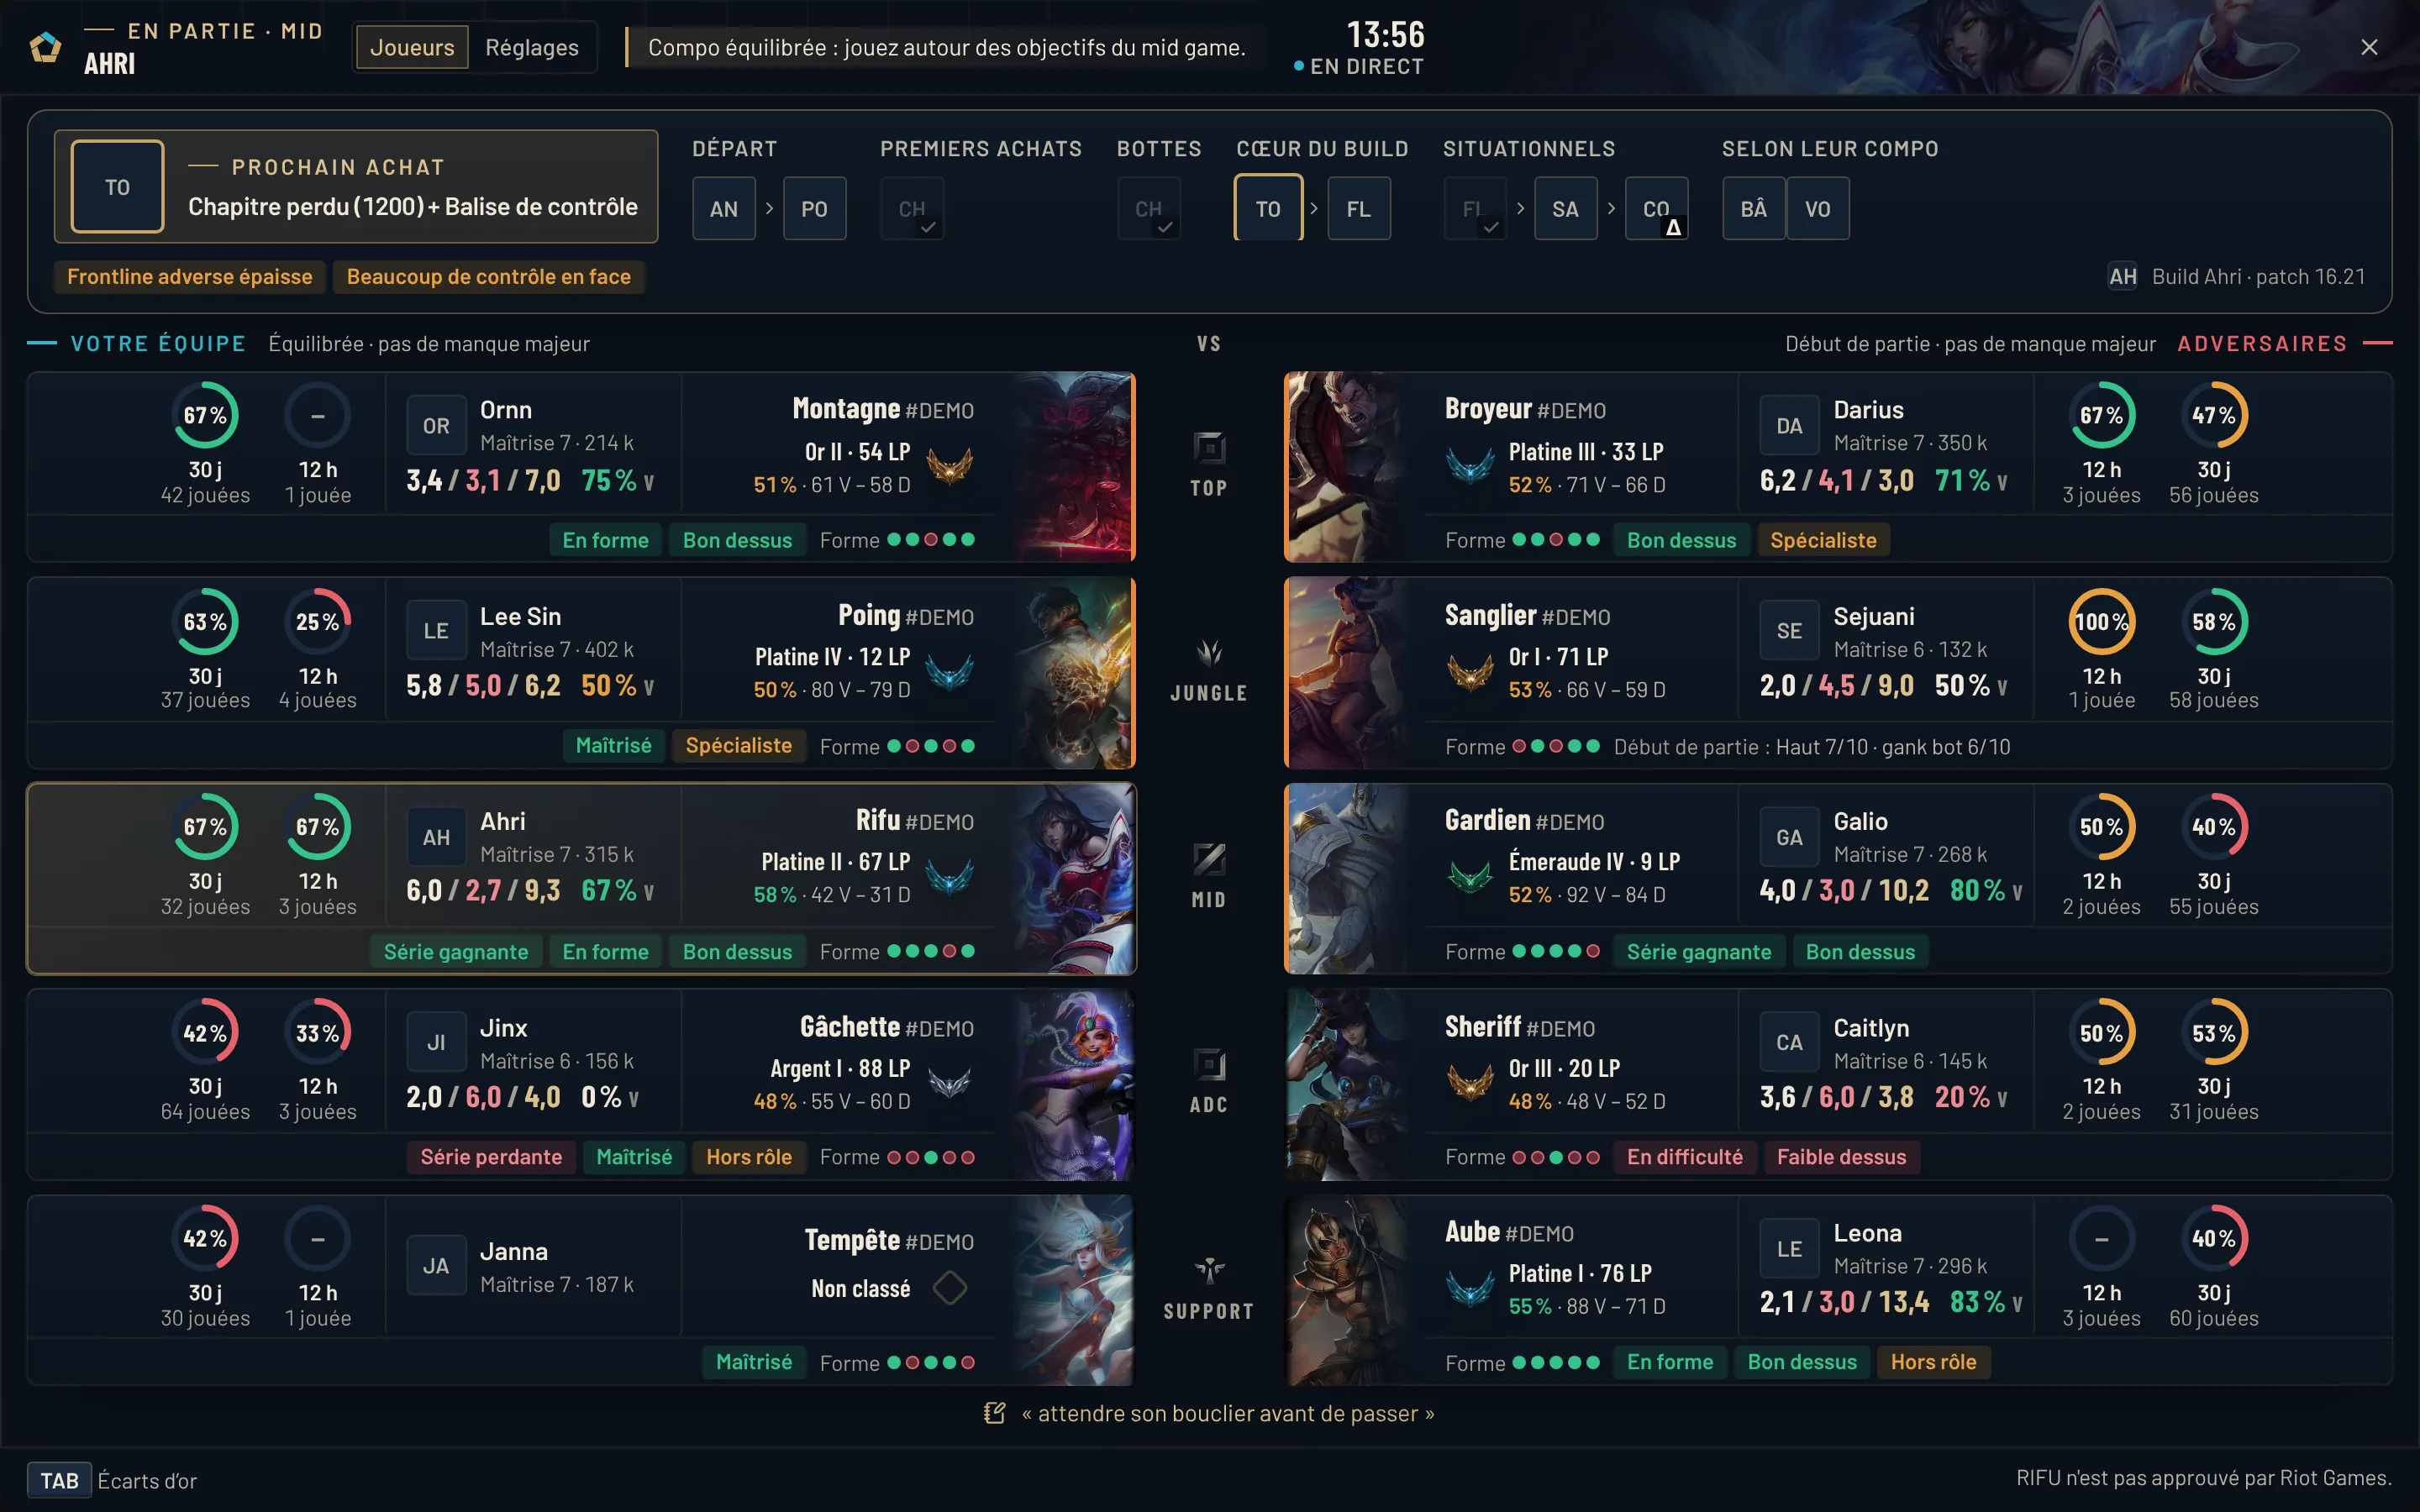 EN PARTIE · MID
AHRI
Joueurs
Réglages
Compo équilibrée : jouez autour des objectifs du mid game.
13:56
EN DIRECT
TO
PROCHAIN ACHAT
Chapitre perdu (1200) + Balise de contrôle
DÉPART
AN > PO
PREMIERS ACHATS
CH
BOTTES
CH
CŒUR DU BUILD
TO > FL
SITUATIONNELS
FL > SA > CO
SELON LEUR COMPO
BÂ VO
Frontline adverse épaisse
Beaucoup de contrôle en face
AH Build Ahri · patch 16.21
VOTRE ÉQUIPE Équilibrée · pas de manque majeur
VS
Début de partie · pas de manque majeur ADVERSAIRES
67%
30 j
42 jouées
–
12 h
1 jouée
OR
Ornn
Maîtrise 7 · 214 k
3,4 / 3,1 / 7,0 75% V
Montagne #DEMO
Or II · 54 LP
51% · 61 V – 58 D
En forme Bon dessus Forme
TOP
Broyeur #DEMO
Platine III · 33 LP
52% · 71 V – 66 D
DA
Darius
Maîtrise 7 · 350 k
6,2 / 4,1 / 3,0 71% V
67%
12 h
3 jouées
47%
30 j
56 jouées
Forme Bon dessus Spécialiste
63%
30 j
37 jouées
25%
12 h
4 jouées
LE
Lee Sin
Maîtrise 7 · 402 k
5,8 / 5,0 / 6,2 50% V
Poing #DEMO
Platine IV · 12 LP
50% · 80 V – 79 D
Maîtrisé Spécialiste Forme
JUNGLE
Sanglier #DEMO
Or I · 71 LP
53% · 66 V – 59 D
SE
Sejuani
Maîtrise 6 · 132 k
2,0 / 4,5 / 9,0 50% V
100%
12 h
1 jouée
58%
30 j
58 jouées
Forme Début de partie : Haut 7/10 · gank bot 6/10
67%
30 j
32 jouées
67%
12 h
3 jouées
AH
Ahri
Maîtrise 7 · 315 k
6,0 / 2,7 / 9,3 67% V
Rifu #DEMO
Platine II · 67 LP
58% · 42 V – 31 D
Série gagnante En forme Bon dessus Forme
MID
Gardien #DEMO
Émeraude IV · 9 LP
52% · 92 V – 84 D
GA
Galio
Maîtrise 7 · 268 k
4,0 / 3,0 / 10,2 80% V
50%
12 h
2 jouées
40%
30 j
55 jouées
Forme Série gagnante Bon dessus
42%
30 j
64 jouées
33%
12 h
3 jouées
JI
Jinx
Maîtrise 6 · 156 k
2,0 / 6,0 / 4,0 0% V
Gâchette #DEMO
Argent I · 88 LP
48% · 55 V – 60 D
Série perdante Maîtrisé Hors rôle Forme
ADC
Sheriff #DEMO
Or III · 20 LP
48% · 48 V – 52 D
CA
Caitlyn
Maîtrise 6 · 145 k
3,6 / 6,0 / 3,8 20% V
50%
12 h
2 jouées
53%
30 j
31 jouées
Forme En difficulté Faible dessus
42%
30 j
30 jouées
–
12 h
1 jouée
JA
Janna
Maîtrise 7 · 187 k
Tempête #DEMO
Non classé
Maîtrisé Forme
SUPPORT
Aube #DEMO
Platine I · 76 LP
55% · 88 V – 71 D
LE
Leona
Maîtrise 7 · 296 k
2,1 / 3,0 / 13,4 83% V
–
12 h
3 jouées
40%
30 j
60 jouées
Forme En forme Bon dessus Hors rôle
« attendre son bouclier avant de passer »
TAB Écarts d'or
RIFU n'est pas approuvé par Riot Games.